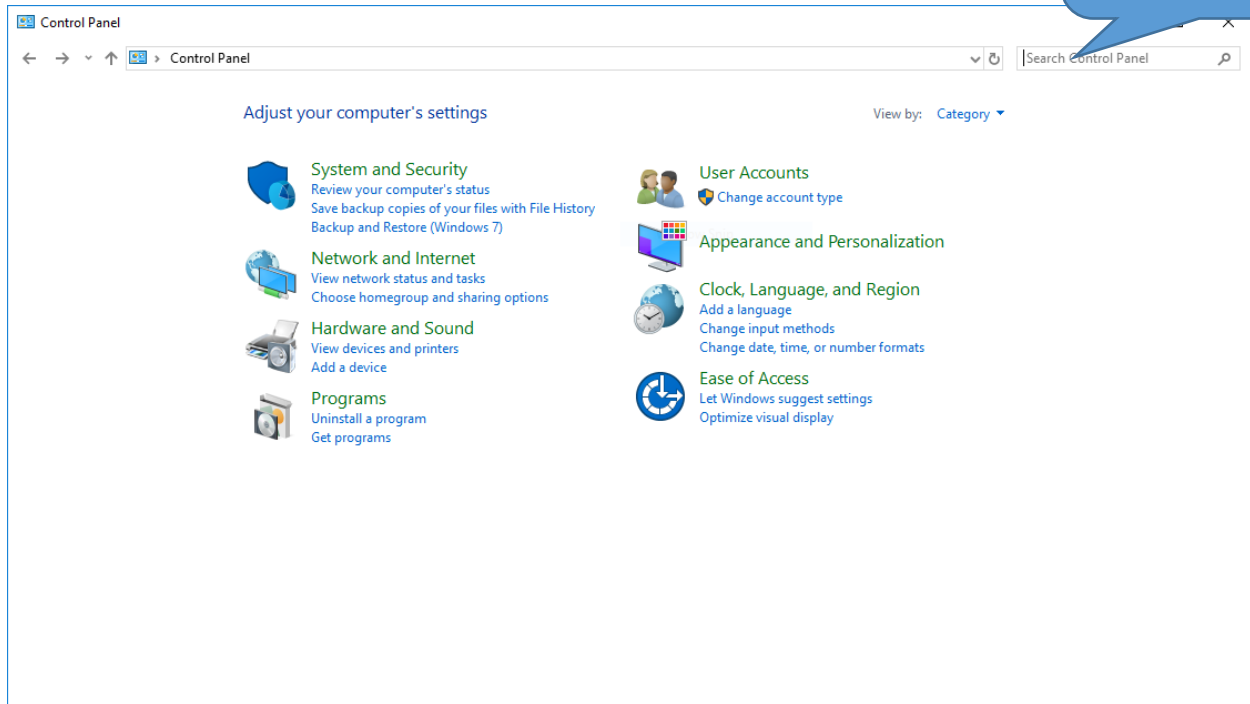 Control Panel
Control Panel
Search Control Panel
Adjust your computer's settings
View by: Category
System and Security
Review your computer's status
Save backup copies of your files with File History
Backup and Restore (Windows 7)
Network and Internet
View network status and tasks
Choose homegroup and sharing options
Hardware and Sound
View devices and printers
Add a device
Programs
Uninstall a program
Get programs
User Accounts
Change account type
Appearance and Personalization
Clock, Language, and Region
Add a language
Change input methods
Change date, time, or number formats
Ease of Access
Let Windows suggest settings
Optimize visual display